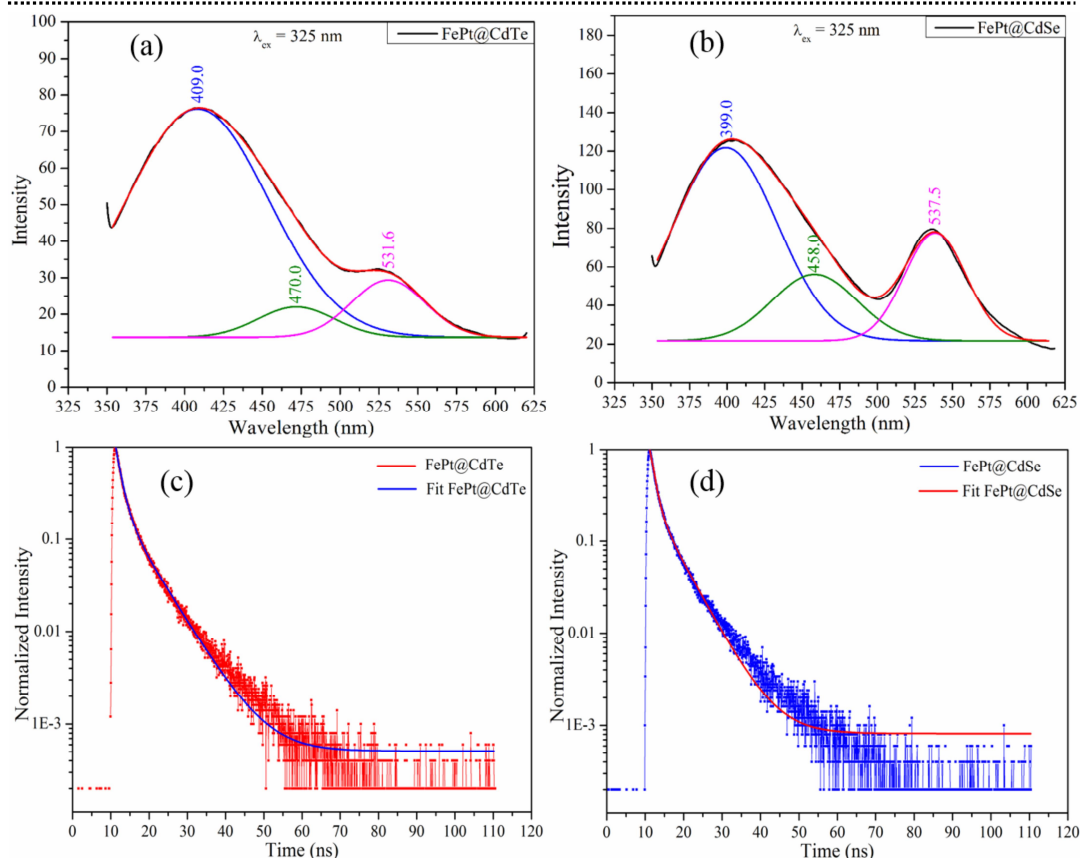 (a)
λex = 325 nm
FePt@CdTe
409.0
470.0
531.6
Intensity
100
90
80
70
60
50
40
30
20
10
0
325 350 375 400 425 450 475 500 525 550 575 600 625
Wavelength (nm)
(b)
λex = 325 nm
FePt@CdSe
399.0
458.0
537.5
Intensity
180
160
140
120
100
80
60
40
20
0
325 350 375 400 425 450 475 500 525 550 575 600 625
Wavelength (nm)
(c)
FePt@CdTe
Fit FePt@CdTe
Normalized Intensity
1
0.1
0.01
1E-3
0 10 20 30 40 50 60 70 80 90 100 110 120
Time (ns)
(d)
FePt@CdSe
Fit FePt@CdSe
Normalized Intensity
1
0.1
0.01
1E-3
0 10 20 30 40 50 60 70 80 90 100 110 120
Time (ns)